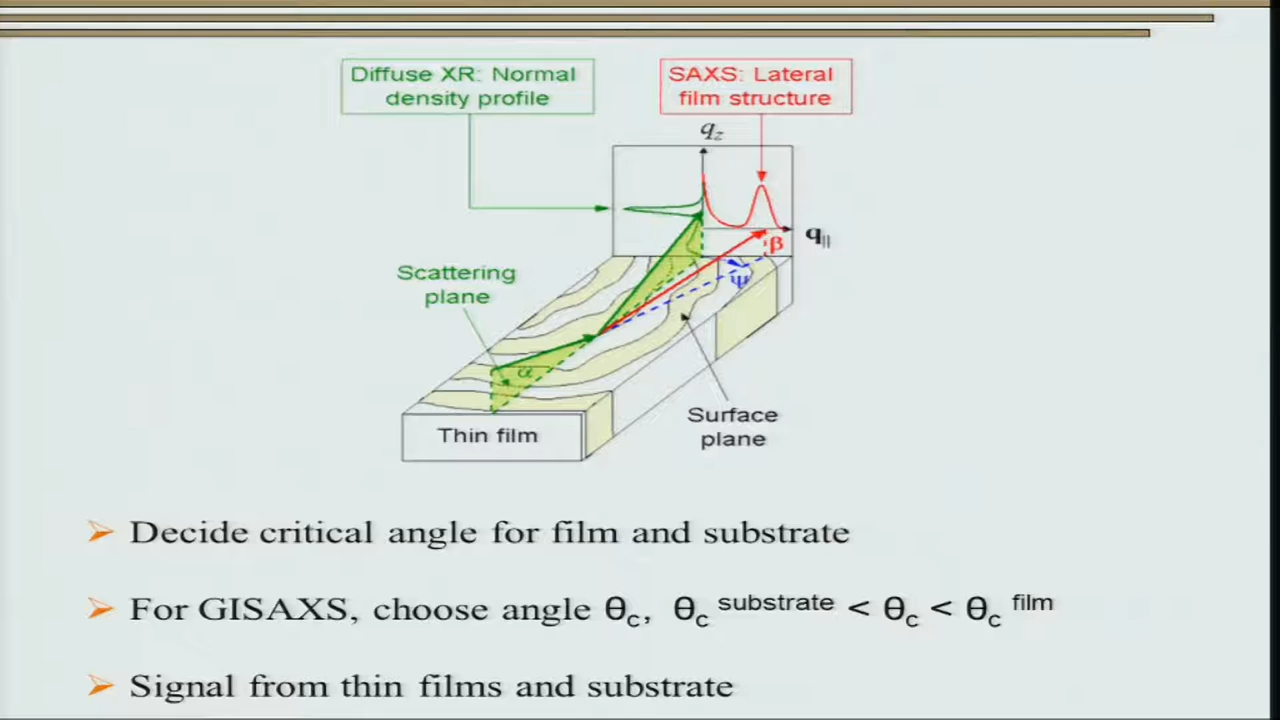 Diffuse XR: Normal
density profile
SAXS: Lateral
film structure
q_z
q_||
β
Ψ
Scattering
plane
α
Surface
plane
Thin film
Decide critical angle for film and substrate
For GISAXS, choose angle θ_c, θ_c^substrate < θ_c < θ_c^film
Signal from thin films and substrate